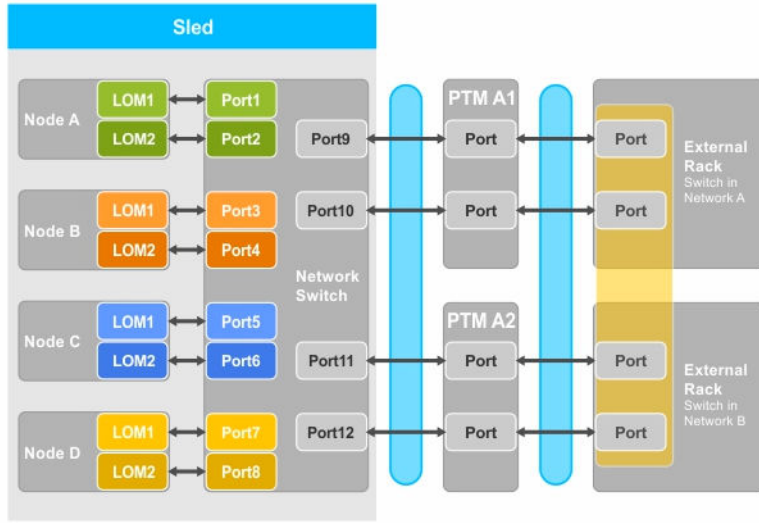 Sled
Node A
LOM1
Port1
LOM2
Port2
Node B
LOM1
Port3
LOM2
Port4
Node C
LOM1
Port5
LOM2
Port6
Node D
LOM1
Port7
LOM2
Port8
Port9
Port10
Network
Switch
Port11
Port12
PTM A1
Port
Port
PTM A2
Port
Port
Port
Port
External
Rack
Switch in
Network A
Port
Port
External
Rack
Switch in
Network B